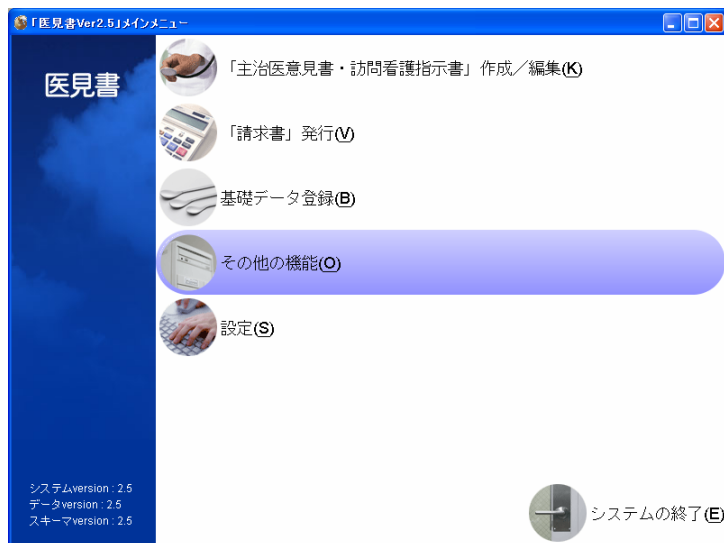 「医見書Ver2.5」メインメニュー
医見書
「主治医意見書・訪問看護指示書」作成／編集(K)
「請求書」発行(V)
基礎データ登録(B)
その他の機能(O)
設定(S)
システムversion : 2.5
データversion : 2.5
スキーマversion : 2.5
システムの終了(E)